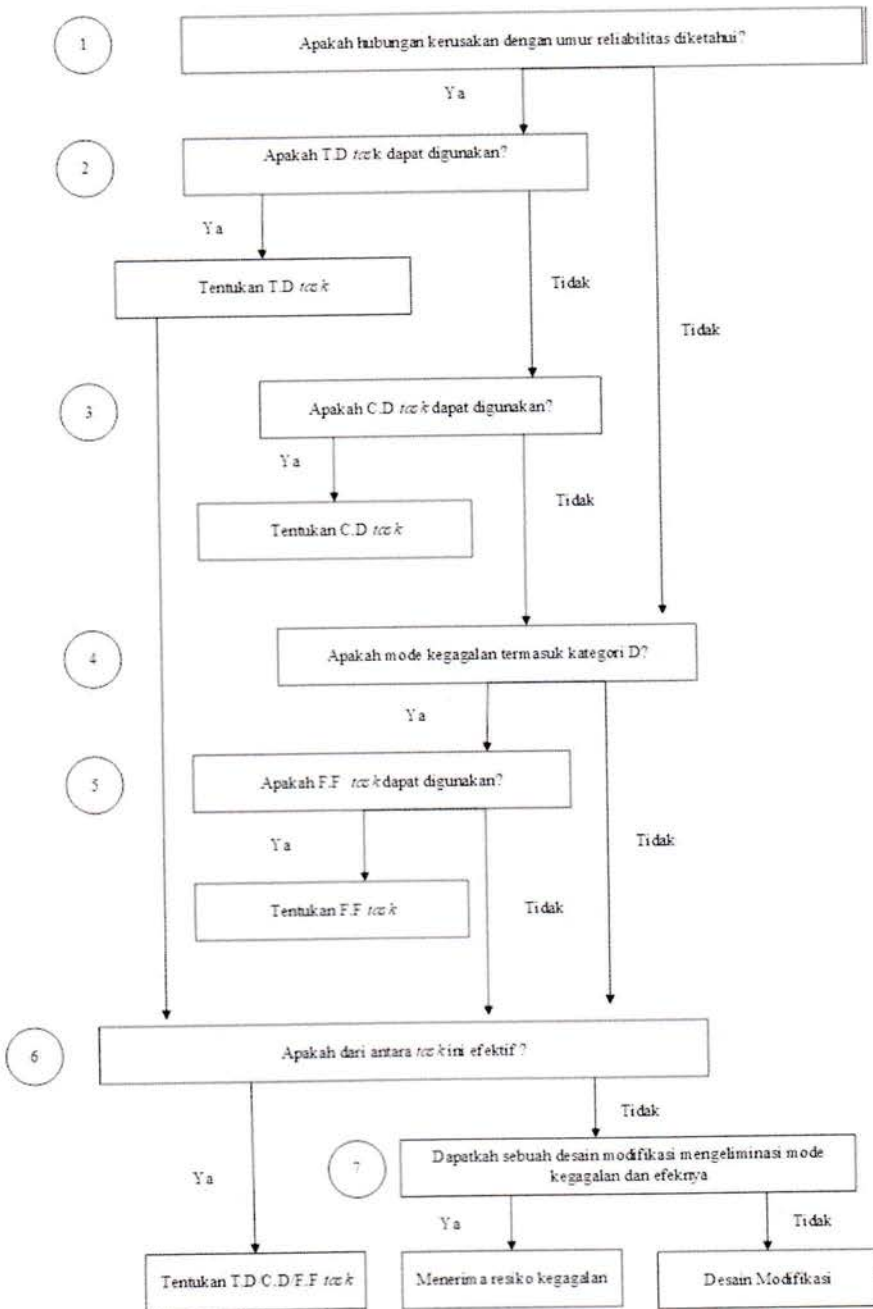 1
Apakah hubungan kerusakan dengan umur reliabilitas diketahui?
Ya
2
Apakah T.D task dapat digunakan?
Ya
Tentukan T.D task
Tidak
Tidak
3
Apakah C.D task dapat digunakan?
Ya
Tentukan C.D task
Tidak
4
Apakah mode kegagalan termasuk kategori D?
Ya
5
Apakah F.F task dapat digunakan?
Ya
Tidak
Tentukan F.F task
Tidak
6
Apakah dari antara task ini efektif ?
Tidak
7
Dapatkah sebuah desain modifikasi mengeliminasi mode
kegagalan dan efeknya
Ya
Ya
Tidak
Tentukan T.D/C.D/F.F task
Menerima resiko kegagalan
Desain Modifikasi